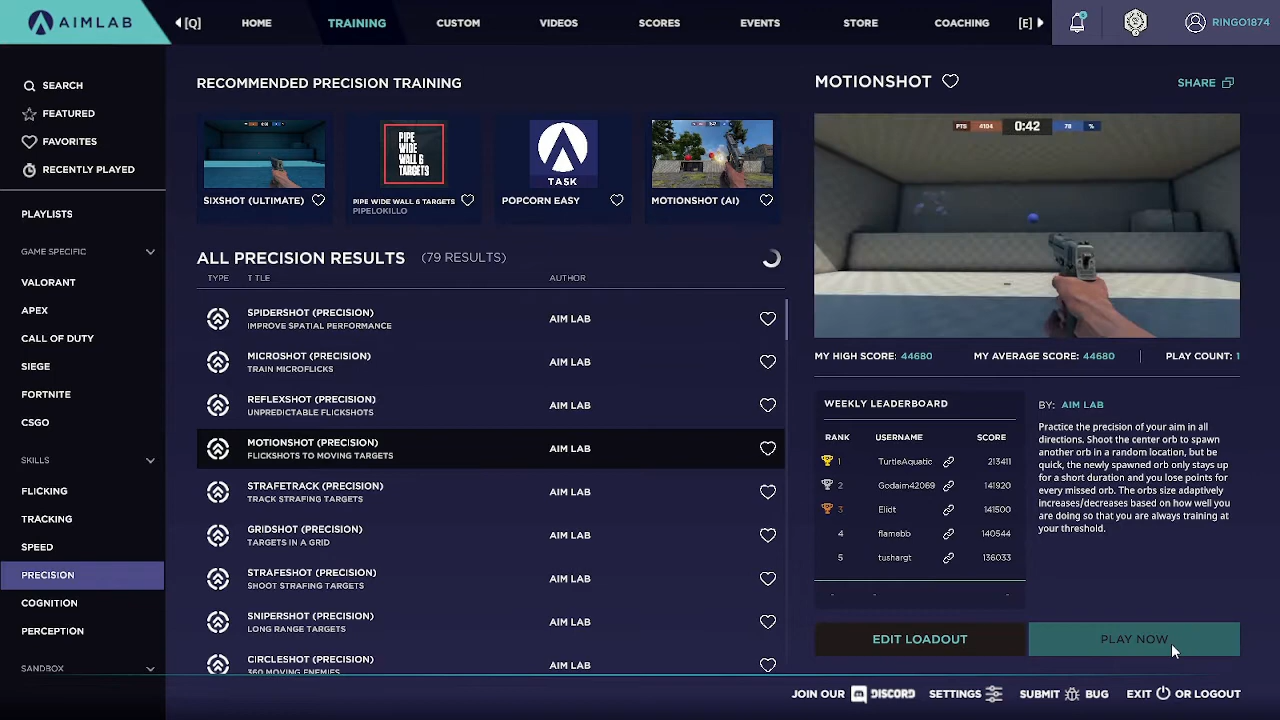 AIMLAB
[Q]
HOME
TRAINING
CUSTOM
VIDEOS
SCORES
EVENTS
STORE
COACHING
[E]
RINGO1874
SEARCH
FEATURED
FAVORITES
RECENTLY PLAYED
PLAYLISTS
GAME SPECIFIC
VALORANT
APEX
CALL OF DUTY
SIEGE
FORTNITE
CSGO
SKILLS
FLICKING
TRACKING
SPEED
PRECISION
COGNITION
PERCEPTION
SANDBOX
RECOMMENDED PRECISION TRAINING
SIXSHOT (ULTIMATE)
PIPE
WIDE
WALL 6
TARGETS
PIPE WIDE WALL 6 TARGETS
PIPELOKILLO
TASK
POPCORN EASY
MOTIONSHOT (AI)
ALL PRECISION RESULTS (79 RESULTS)
TYPE TITLE AUTHOR
SPIDERSHOT (PRECISION)
IMPROVE SPATIAL PERFORMANCE
AIM LAB
MICROSHOT (PRECISION)
TRAIN MICROFLICKS
AIM LAB
REFLEXSHOT (PRECISION)
UNPREDICTABLE FLICKSHOTS
AIM LAB
MOTIONSHOT (PRECISION)
FLICKSHOTS TO MOVING TARGETS
AIM LAB
STRAFETRACK (PRECISION)
TRACK STRAFING TARGETS
AIM LAB
GRIDSHOT (PRECISION)
TARGETS IN A GRID
AIM LAB
STRAFESHOT (PRECISION)
SHOOT STRAFING TARGETS
AIM LAB
SNIPERSHOT (PRECISION)
LONG RANGE TARGETS
AIM LAB
CIRCLESHOT (PRECISION)
360 MOVING ENEMIES
AIM LAB
MOTIONSHOT
SHARE
PTS 4104 0:42 78 %
MY HIGH SCORE: 44680
MY AVERAGE SCORE: 44680
PLAY COUNT: 1
WEEKLY LEADERBOARD
RANK USERNAME SCORE
1 TurtleAquatic 213411
2 Godaim42069 141920
3 Elidt 141500
4 flamebb 140544
5 tushargt 136033
- - -
BY: AIM LAB
Practice the precision of your aim in all
directions. Shoot the center orb to spawn
another orb in a random location, but be
quick, the newly spawned orb only stays up
for a short duration and you lose points for
every missed orb. The orbs size adaptively
increases/decreases based on how well you
are doing so that you are always training at
your threshold.
EDIT LOADOUT
PLAY NOW
JOIN OUR DISCORD
SETTINGS
SUBMIT BUG
EXIT OR LOGOUT